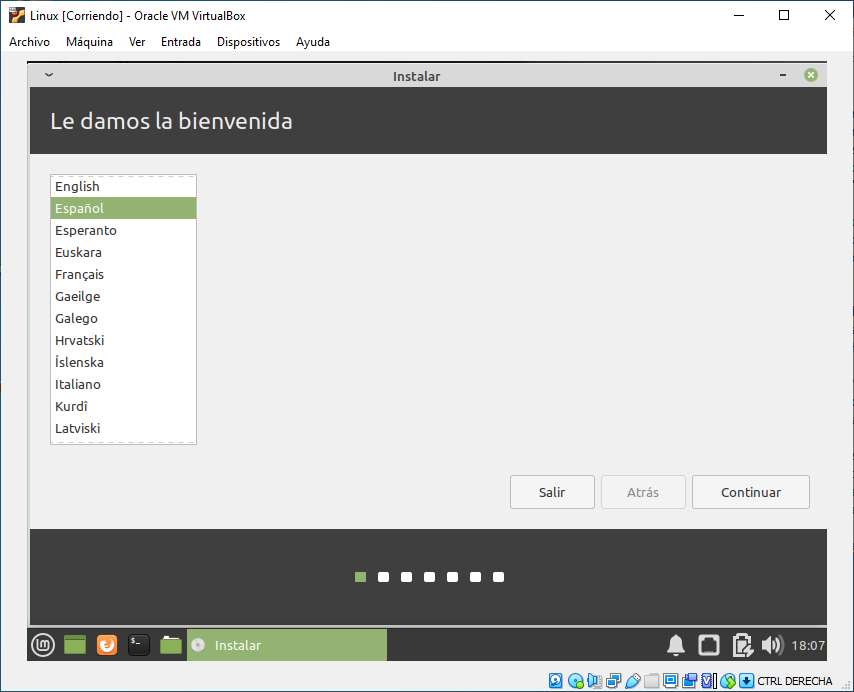 Linux [Corriendo] - Oracle VM VirtualBox
Archivo Máquina Ver Entrada Dispositivos Ayuda
Instalar
Le damos la bienvenida
English
Español
Esperanto
Euskara
Français
Gaeilge
Galego
Hrvatski
Íslenska
Italiano
Kurdî
Latviski
Salir Atrás Continuar
Instalar 18:07
CTRL DERECHA